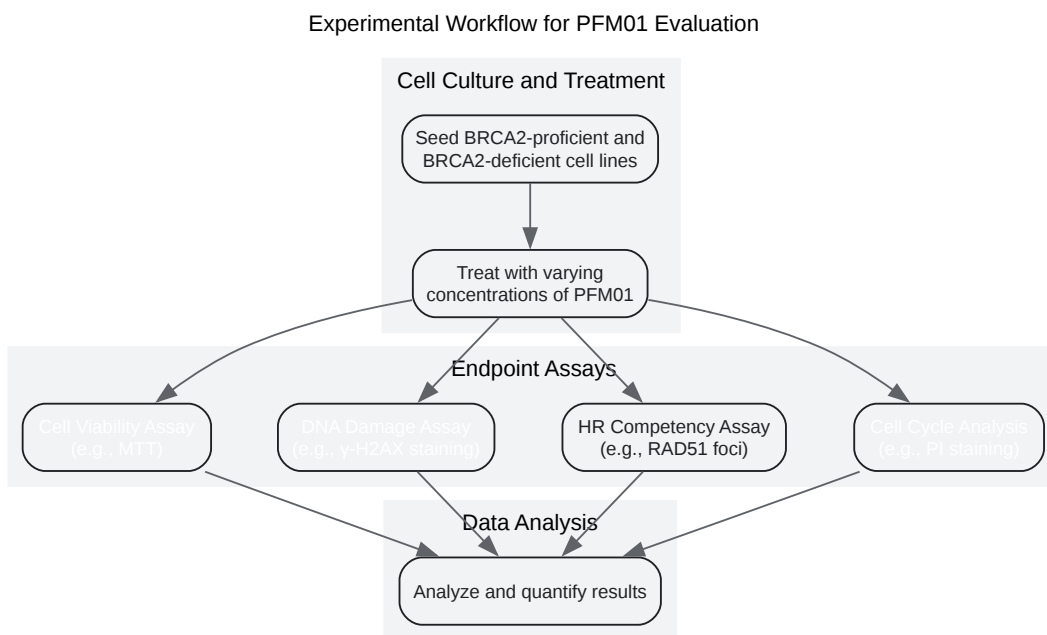 Experimental Workflow for PFM01 Evaluation
Cell Culture and Treatment
Seed BRCA2-proficient and
BRCA2-deficient cell lines
Treat with varying
concentrations of PFM01
Endpoint Assays
Cell Viability Assay
(e.g., MTT)
DNA Damage Assay
(e.g., γ-H2AX staining)
HR Competency Assay
(e.g., RAD51 foci)
Cell Cycle Analysis
(e.g., PI staining)
Data Analysis
Analyze and quantify results